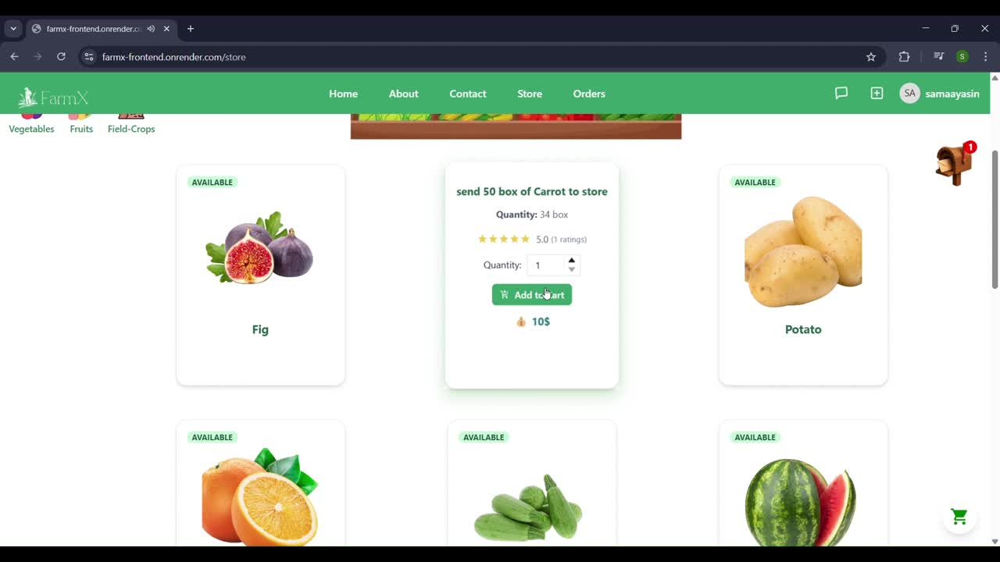 farmx-frontend.onrender.c
farmx-frontend.onrender.com/store
S
FarmX
Home
About
Contact
Store
Orders
SA
samaayasin
Vegetables
Fruits
Field-Crops
1
AVAILABLE
Fig
send 50 box of Carrot to store
Quantity: 34 box
5.0 (1 ratings)
Quantity: 1
Add to Cart
10$
AVAILABLE
Potato
AVAILABLE
AVAILABLE
AVAILABLE